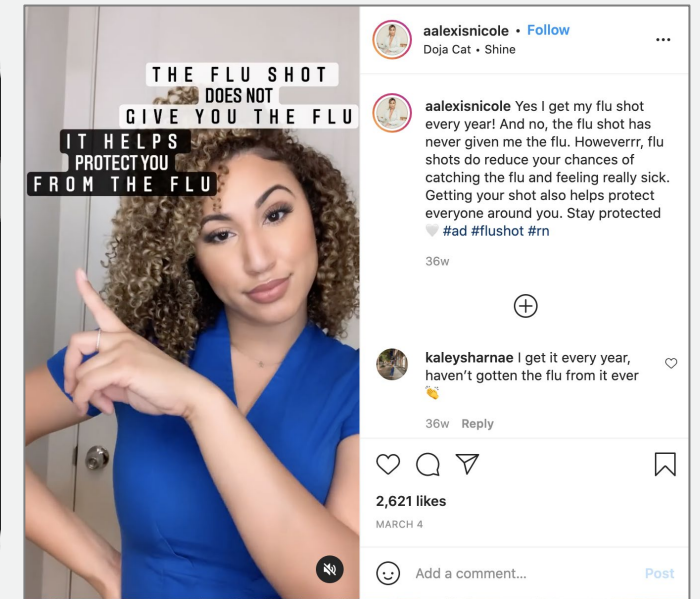 THE FLU SHOT
DOES NOT
GIVE YOU THE FLU
IT HELPS
PROTECT YOU
FROM THE FLU
aalexisnicole • Follow
Doja Cat • Shine
aalexisnicole Yes I get my flu shot
every year! And no, the flu shot has
never given me the flu. Howeverrr, flu
shots do reduce your chances of
catching the flu and feeling really sick.
Getting your shot also helps protect
everyone around you. Stay protected
🤍 #ad #flushot #rn
36w
kaleysharnae I get it every year,
haven’t gotten the flu from it ever
👏
36w Reply
2,621 likes
MARCH 4
Add a comment... Post